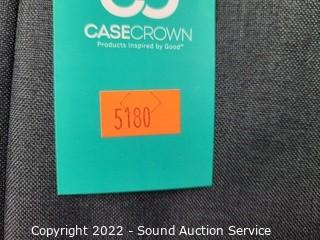 CASECROWN
Products Inspired by Good™
5180
Copyright 2022 - Sound Auction Service